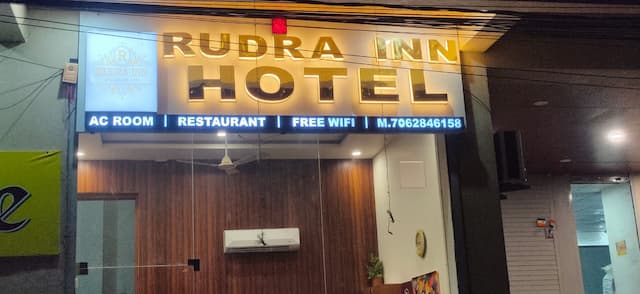 RUDRA INN
HOTEL
AC ROOM | RESTAURANT | FREE WIFI | M.7062846158